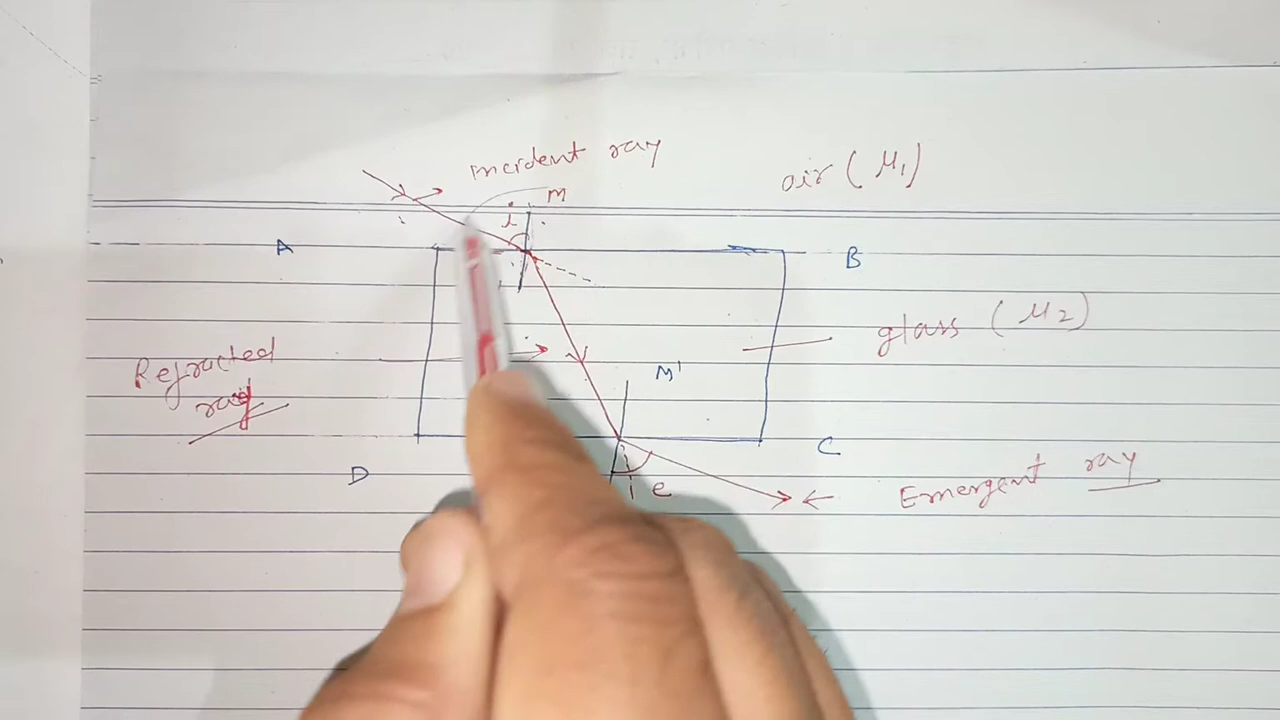 incident ray
air (μ1)
M
i
A
B
glass (μ2)
Refracted
ray
M'
D
C
Emergent ray
e